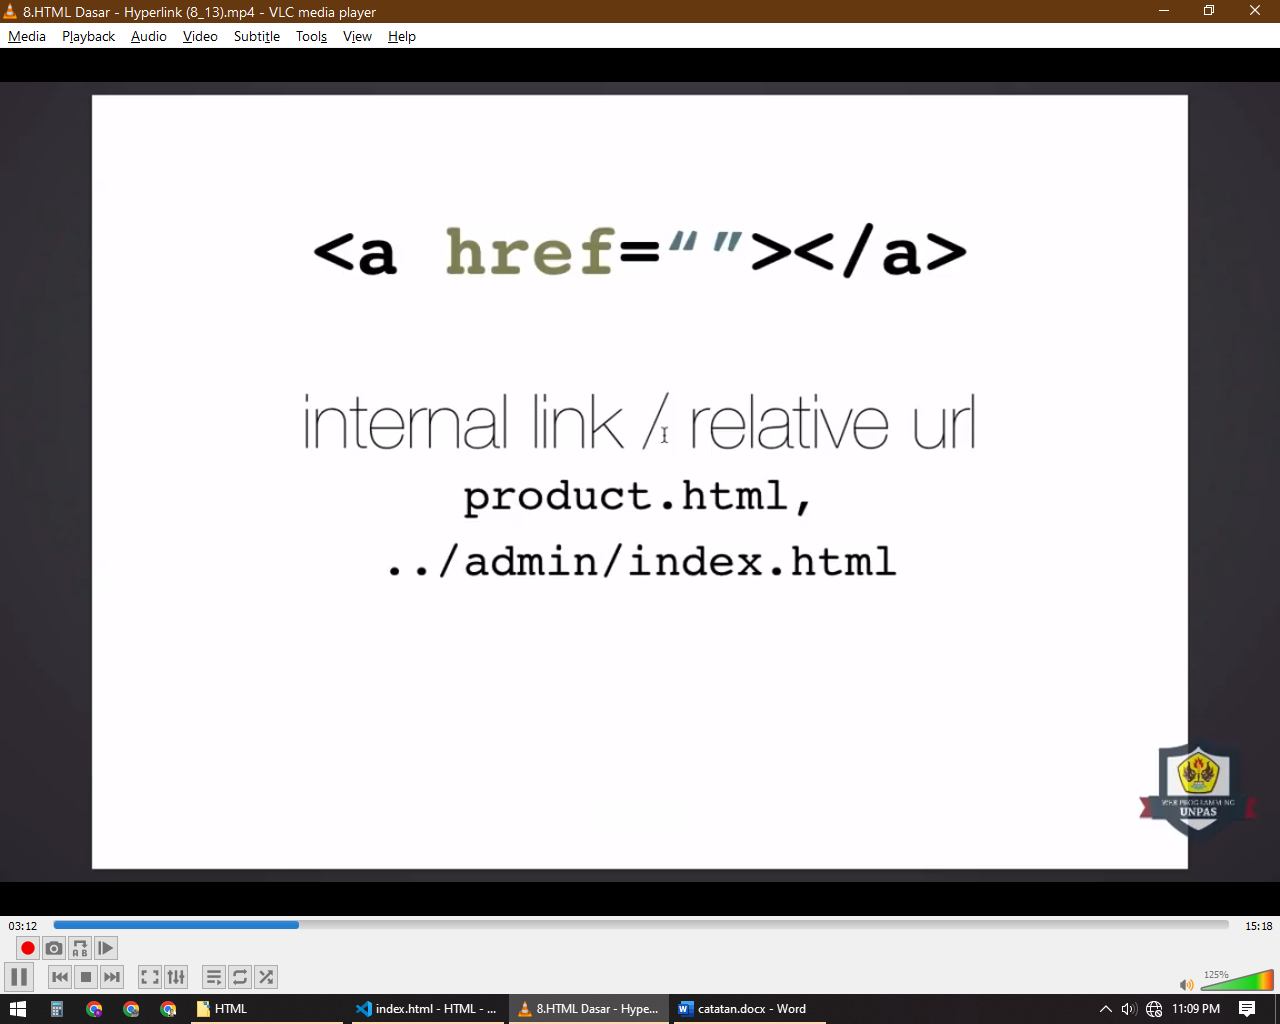 8.HTML Dasar - Hyperlink (8_13).mp4 - VLC media player
Media Playback Audio Video Subtitle Tools View Help
<a href=“”></a>
internal link / relative url
product.html,
../admin/index.html
WEB PROGRAMMING
UNPAS
03:12
15:18
A B
125%
HTML
index.html - HTML - ...
8.HTML Dasar - Hype...
catatan.docx - Word
11:09 PM